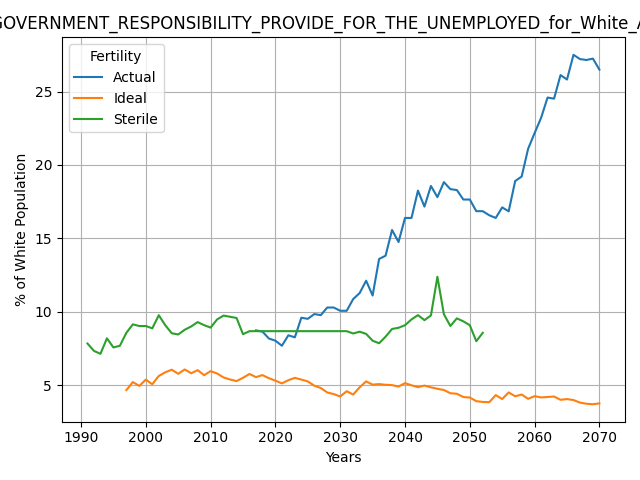 GOVERNMENT_RESPONSIBILITY_PROVIDE_FOR_THE_UNEMPLOYED_for_White_A
Fertility
Actual
Ideal
Sterile
% of White Population
25
20
15
10
5
1990 2000 2010 2020 2030 2040 2050 2060 2070
Years